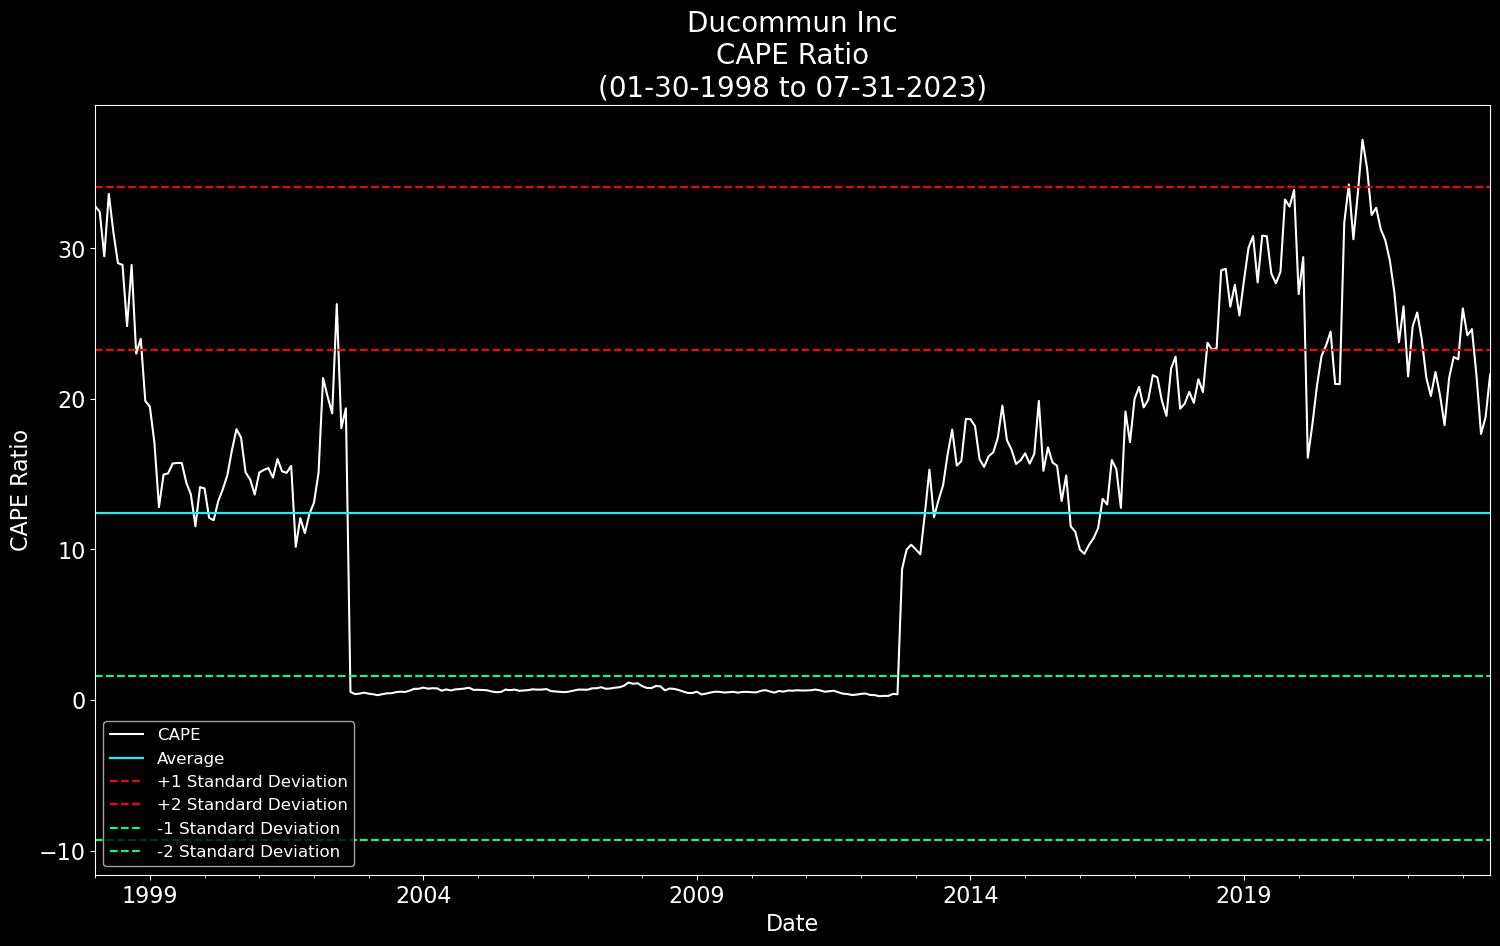 Ducommun Inc
CAPE Ratio
(01-30-1998 to 07-31-2023)
CAPE Ratio
30
20
10
0
−10
CAPE
Average
+1 Standard Deviation
+2 Standard Deviation
-1 Standard Deviation
-2 Standard Deviation
1999 2004 2009 2014 2019
Date